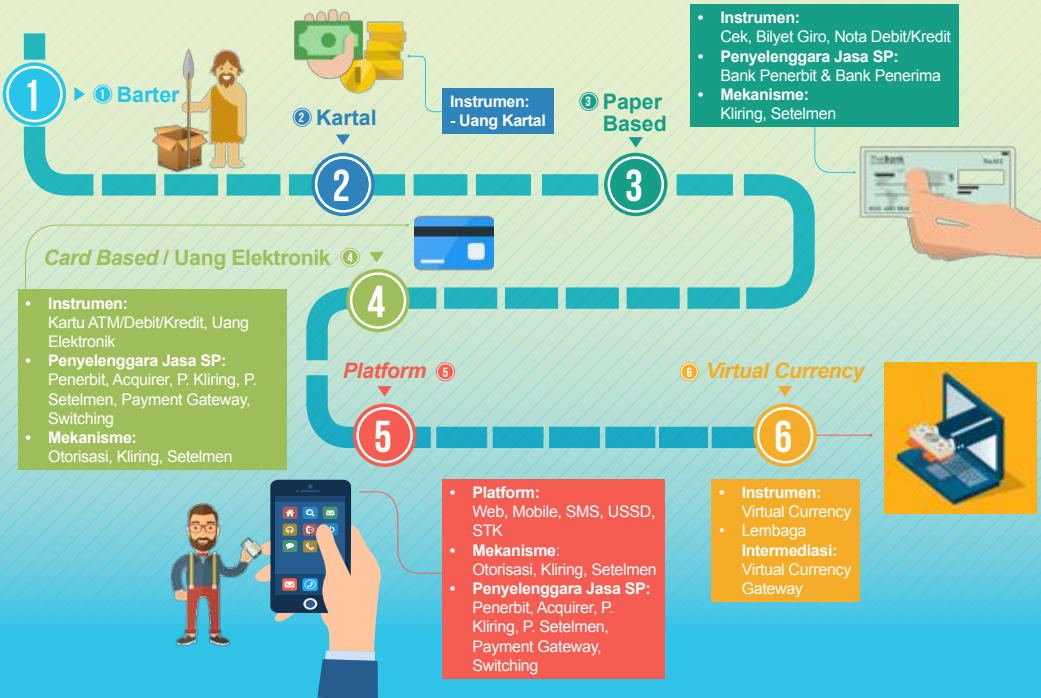 1
① Barter
② Kartal
2
Instrumen:
- Uang Kartal
③ Paper
Based
3
• Instrumen:
Cek, Bilyet Giro, Nota Debit/Kredit
• Penyelenggara Jasa SP:
Bank Penerbit & Bank Penerima
• Mekanisme:
Kliring, Setelmen
Card Based / Uang Elektronik ④
4
• Instrumen:
Kartu ATM/Debit/Kredit, Uang
Elektronik
• Penyelenggara Jasa SP:
Penerbit, Acquirer, P. Kliring, P.
Setelmen, Payment Gateway,
Switching
• Mekanisme:
Otorisasi, Kliring, Setelmen
Platform ⑤
5
• Platform:
Web, Mobile, SMS, USSD,
STK
• Mekanisme:
Otorisasi, Kliring, Setelmen
• Penyelenggara Jasa SP:
Penerbit, Acquirer, P.
Kliring, P. Setelmen,
Payment Gateway,
Switching
⑥ Virtual Currency
6
• Instrumen:
Virtual Currency
• Lembaga
Intermediasi:
Virtual Currency
Gateway